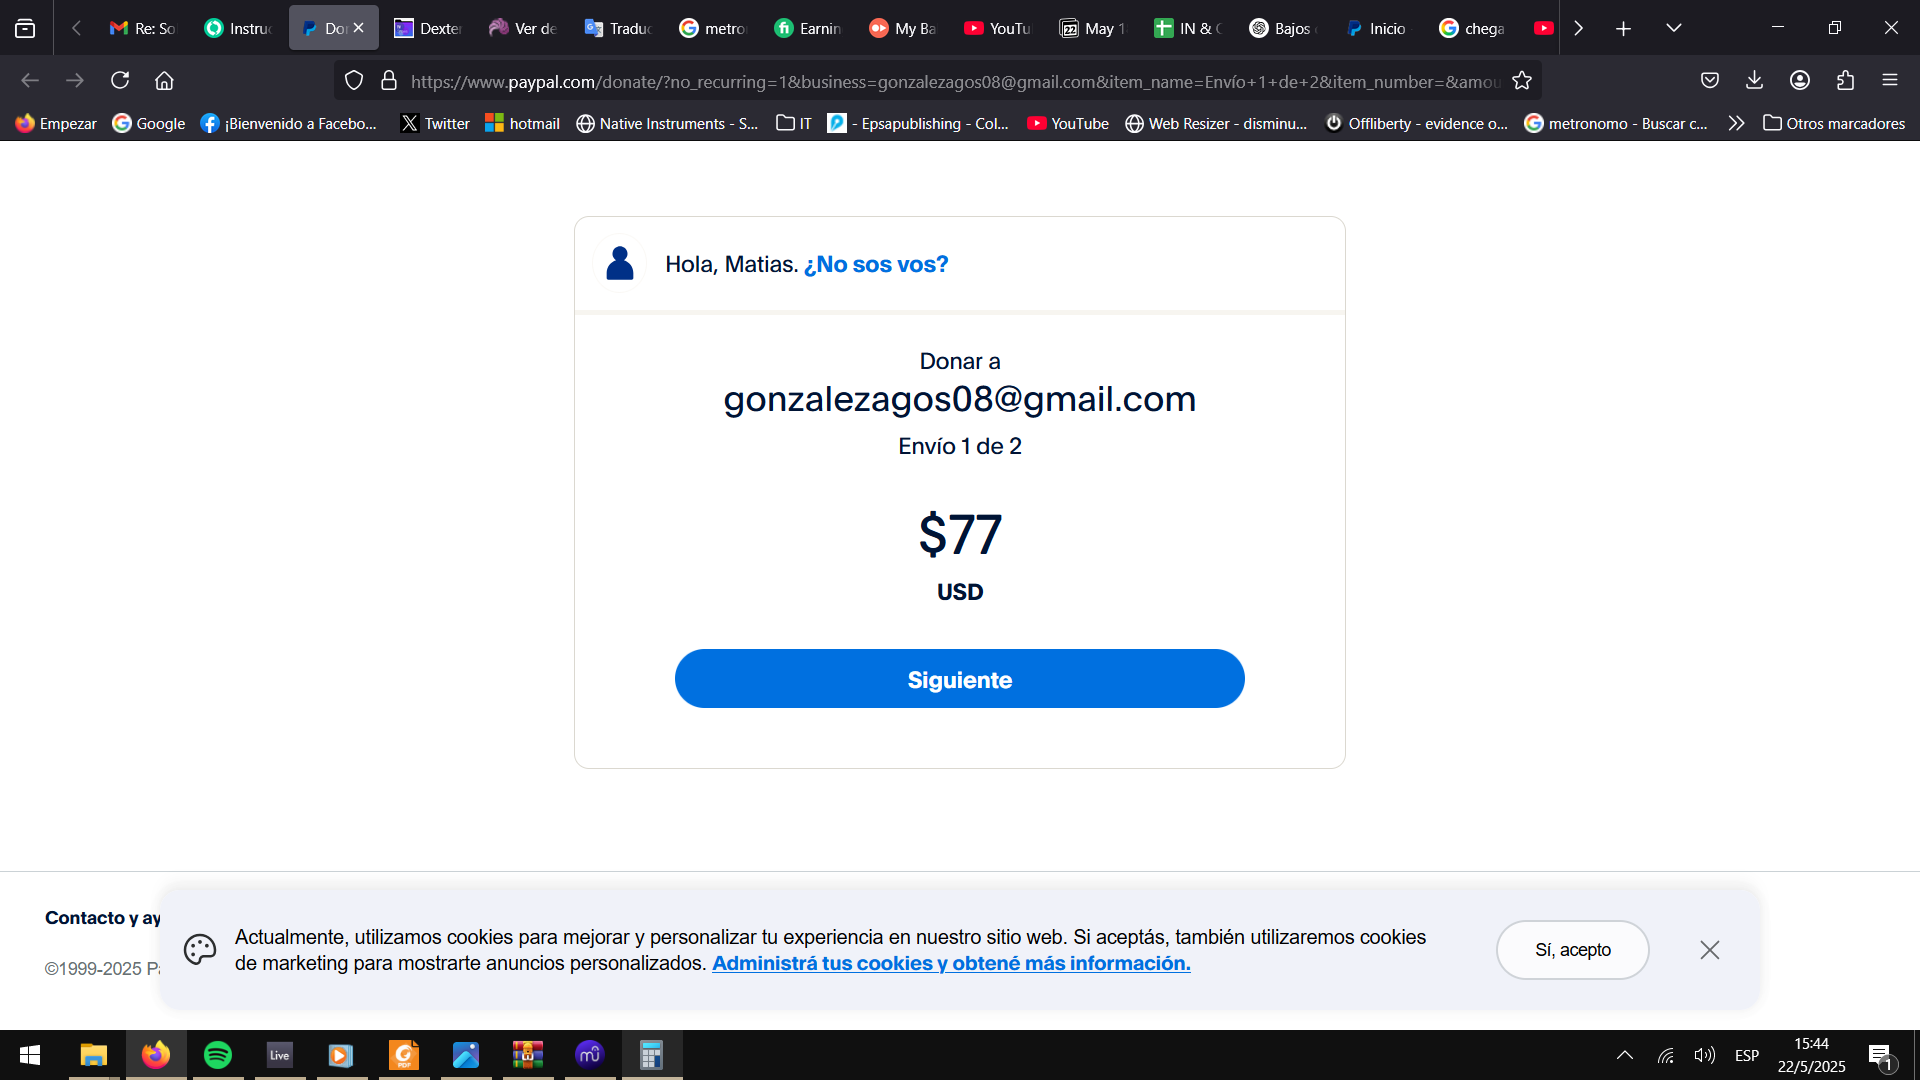 Re: So
Instru
Do
Dexter
Ver de
Traduc
metro
Earnin
My Ba
YouTu
May 1
IN & 
Bajos
Inicio
chega
https://www.paypal.com/donate/?no_recurring=1&business=gonzalezagos08@gmail.com&item_name=Envío+1+de+2&item_number=&amou
Empezar
Google
¡Bienvenido a Facebo...
Twitter
hotmail
Native Instruments - S...
IT
- Epsapublishing - Col...
YouTube
Web Resizer - disminu...
Offliberty - evidence o...
metronomo - Buscar c...
Otros marcadores
Hola, Matias. ¿No sos vos?
Donar a
gonzalezagos08@gmail.com
Envío 1 de 2
$77
USD
Siguiente
Contacto y ay
©1999-2025 P
Actualmente, utilizamos cookies para mejorar y personalizar tu experiencia en nuestro sitio web. Si aceptás, también utilizaremos cookies
de marketing para mostrarte anuncios personalizados. Administrá tus cookies y obtené más información.
Sí, acepto
Live
ESP
15:44
22/5/2025
1